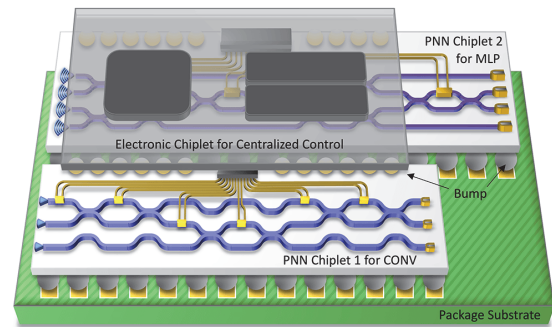 PNN Chiplet 2
for MLP
Electronic Chiplet for Centralized Control
Bump
PNN Chiplet 1 for CONV
Package Substrate